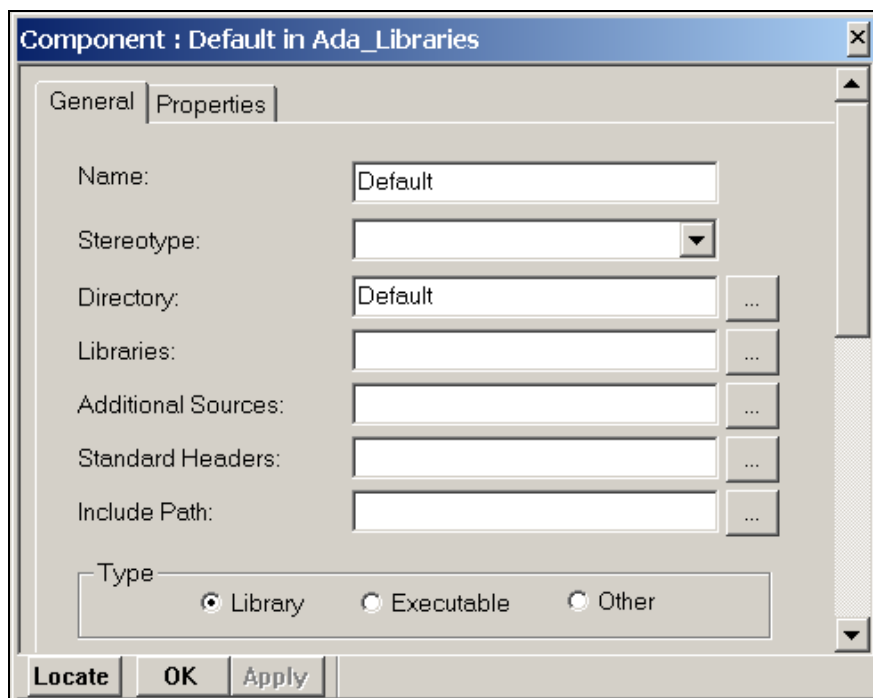 Component : Default in Ada_Libraries
General Properties
Name: Default
Stereotype:
Directory: Default ...
Libraries: ...
Additional Sources: ...
Standard Headers: ...
Include Path: ...
Type
Library Executable Other
Locate OK Apply